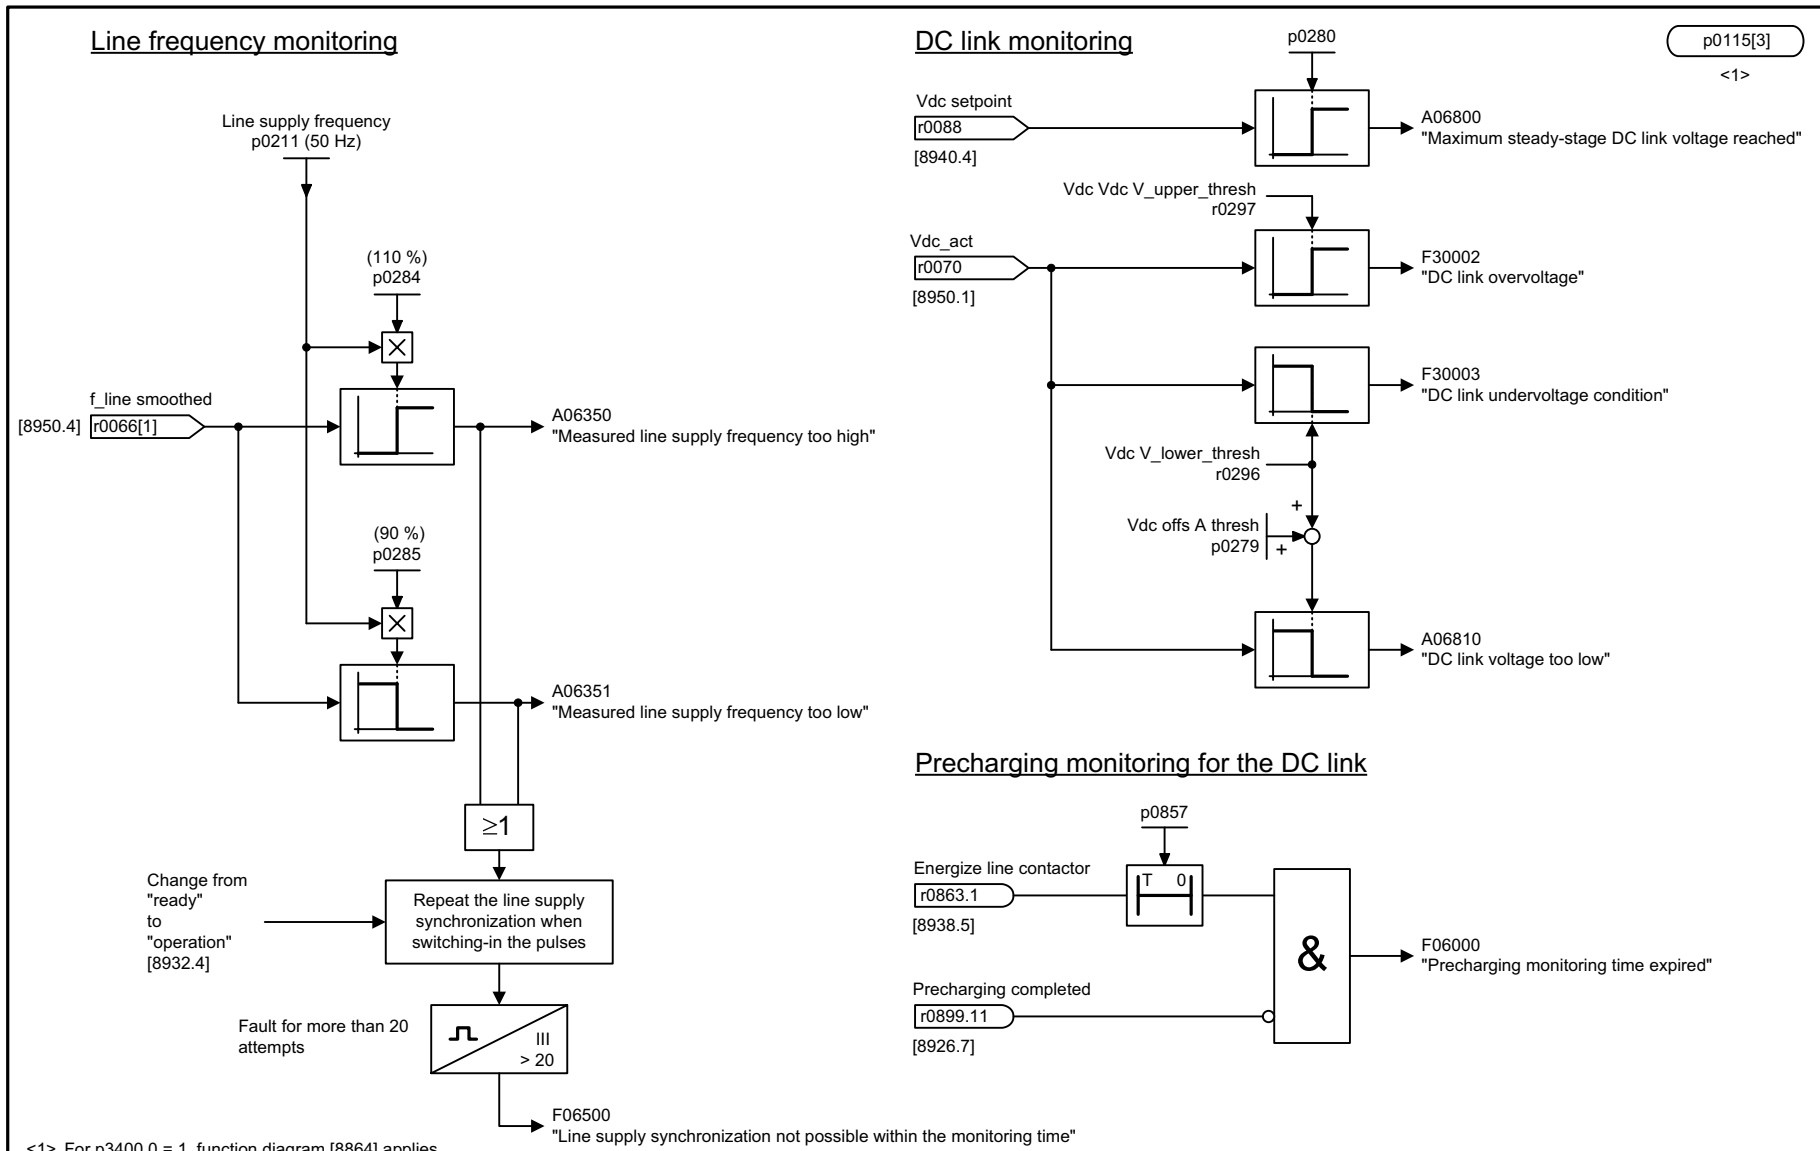 Line frequency monitoring
Line supply frequency
p0211 (50 Hz)
(110 %)
p0284
f_line smoothed
[8950.4]
r0066[1]
A06350
"Measured line supply frequency too high"
(90 %)
p0285
A06351
"Measured line supply frequency too low"
≥1
Change from
"ready"
to
"operation"
[8932.4]
Repeat the line supply
synchronization when
switching-in the pulses
Fault for more than 20
attempts
III
> 20
F06500
"Line supply synchronization not possible within the monitoring time"
<1> For p3400.0 = 1, function diagram [8864] applies
DC link monitoring
p0280
p0115[3]
<1>
Vdc setpoint
r0088
[8940.4]
A06800
"Maximum steady-stage DC link voltage reached"
Vdc Vdc V_upper_thresh
r0297
Vdc_act
r0070
[8950.1]
F30002
"DC link overvoltage"
F30003
"DC link undervoltage condition"
Vdc V_lower_thresh
r0296
+
Vdc offs A thresh
p0279
+
A06810
"DC link voltage too low"
Precharging monitoring for the DC link
p0857
Energize line contactor
r0863.1
[8938.5]
T 0
&
F06000
"Precharging monitoring time expired"
Precharging completed
r0899.11
[8926.7]